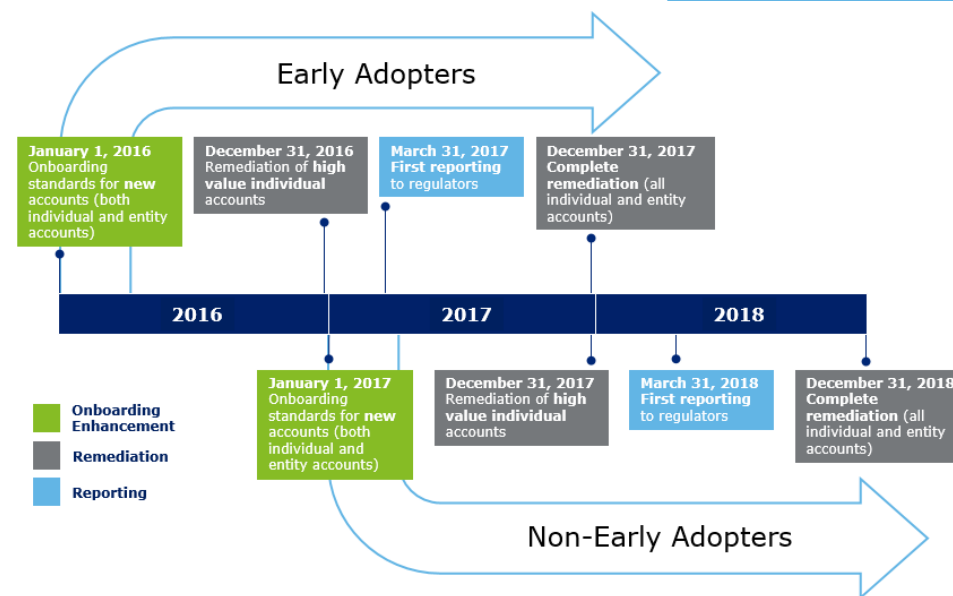 Early Adopters
January 1, 2016
Onboarding
standards for new
accounts (both
individual and entity
accounts)
December 31, 2016
Remediation of high
value individual
accounts
March 31, 2017
First reporting
to regulators
December 31, 2017
Complete
remediation (all
individual and entity
accounts)
2016
2017
2018
January 1, 2017
Onboarding
standards for new
accounts (both
individual and
entity accounts)
December 31, 2017
Remediation of high
value individual
accounts
March 31, 2018
First reporting
to regulators
December 31, 2018
Complete
remediation (all
individual and entity
accounts)
Onboarding
Enhancement
Remediation
Reporting
Non-Early Adopters